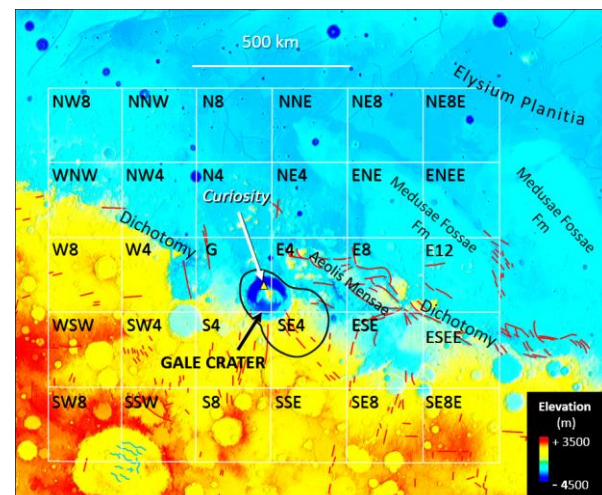 500 km
Elysium Planitia
NW8 NNW N8 NNE NE8 NE8E
WNW NW4 N4 NE4 ENE ENEE
Curiosity
Medusae Fossae
Fm
Medusae Fossae
Fm
Dichotomy
W8 W4 G E4 E8 E12
Aeolis Mensae
Dichotomy
WSW SW4 S4 SE4 ESE ESEE
GALE CRATER
SW8 SSW S8 SSE SE8 SE8E
Elevation
(m)
+ 3500
- 4500